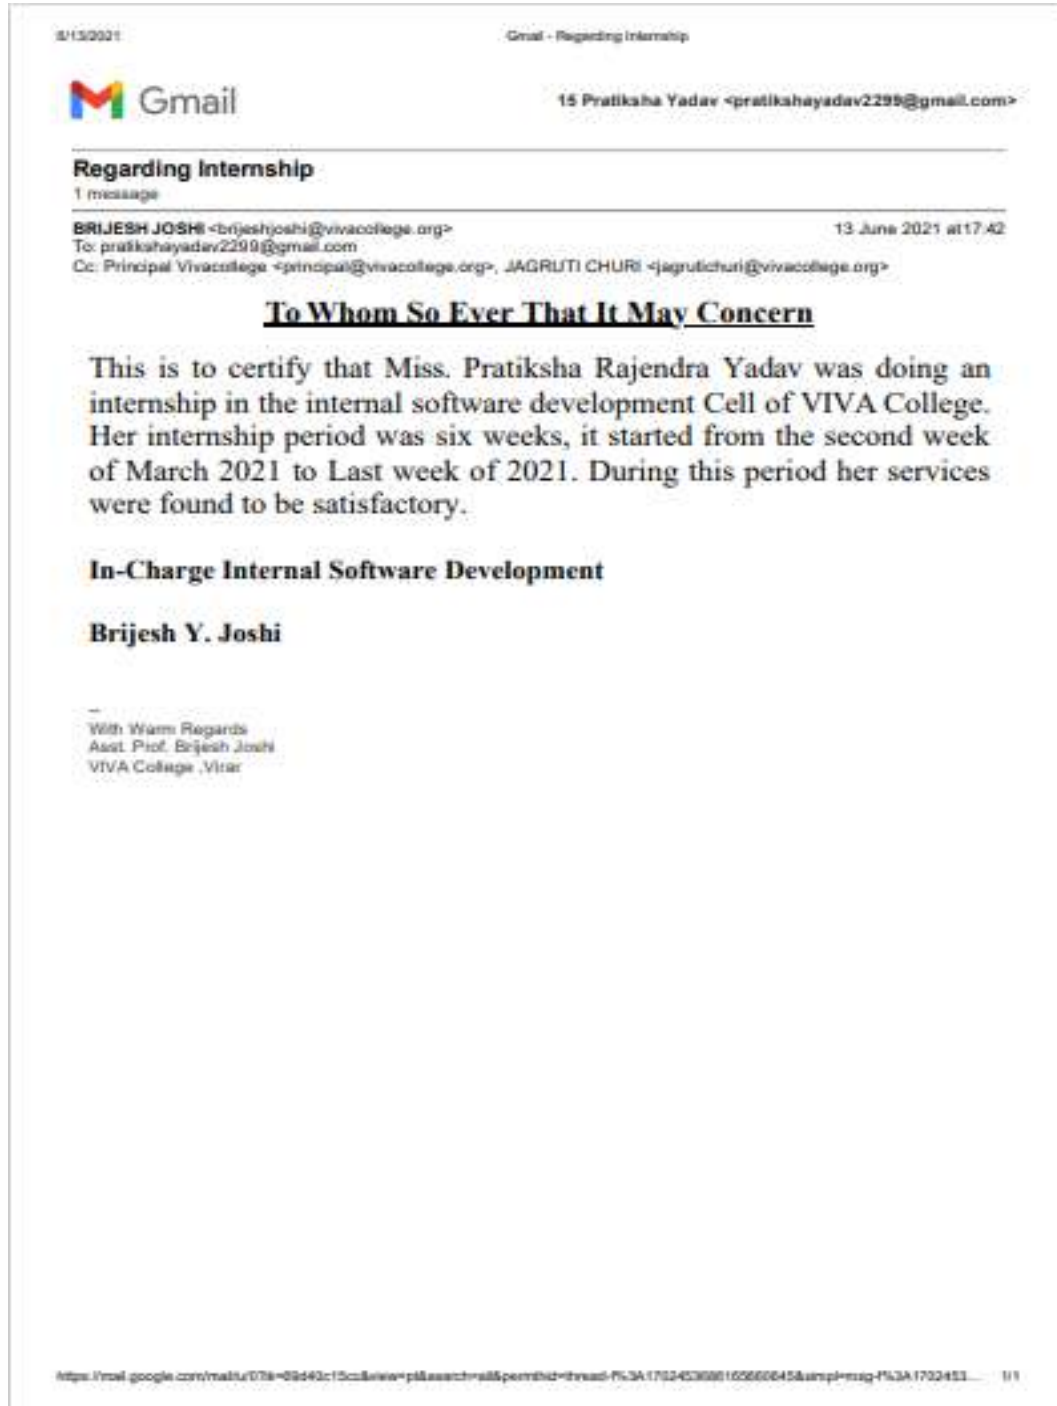 8/13/2021 Gmail - Regarding Internship
Gmail 15 Pratiksha Yadav <pratikshayadav2299@gmail.com>
Regarding Internship
1 message
BRIJESH JOSHI <brijeshjoshi@vivacollege.org> 13 June 2021 at 17:42
To: pratikshayadav2299@gmail.com
Cc: Principal Vivacollege <principal@vivacollege.org>, JAGRUTI CHURI <jagrutichuri@vivacollege.org>
To Whom So Ever That It May Concern
This is to certify that Miss. Pratiksha Rajendra Yadav was doing an
internship in the internal software development Cell of VIVA College.
Her internship period was six weeks, it started from the second week
of March 2021 to Last week of 2021. During this period her services
were found to be satisfactory.
In-Charge Internal Software Development
Brijesh Y. Joshi
--
With Warm Regards
Asst. Prof. Brijesh Joshi
VIVA College ,Virar
1/1